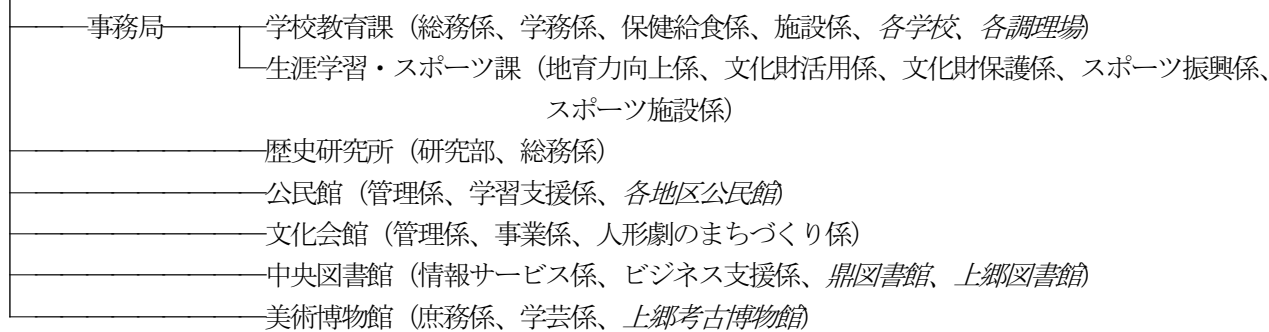 事務局 学校教育課（総務係、学務係、保健給食係、施設係、各学校、各調理場）
生涯学習・スポーツ課（地育力向上係、文化財活用係、文化財保護係、スポーツ振興係、
スポーツ施設係）
歴史研究所（研究部、総務係）
公民館（管理係、学習支援係、各地区公民館）
文化会館（管理係、事業係、人形劇のまちづくり係）
中央図書館（情報サービス係、ビジネス支援係、鼎図書館、上郷図書館）
美術博物館（庶務係、学芸係、上郷考古博物館）